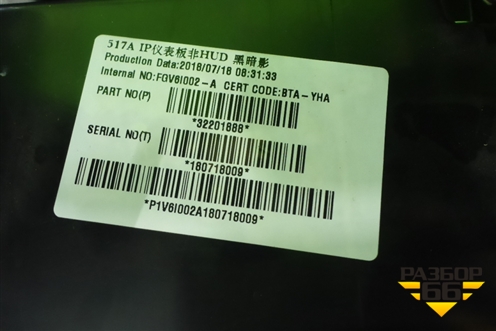 517A IP仪表板非HUD 黑暗影
Production Data:2018/07/18 08:31:33
Internal NO:FGV6I002-A CERT CODE:BTA-YHA
PART NO(P)
*32201888*
SERIAL NO(T)
*180718009*
*P1V6I002A180718009*
РАЗБОР
66